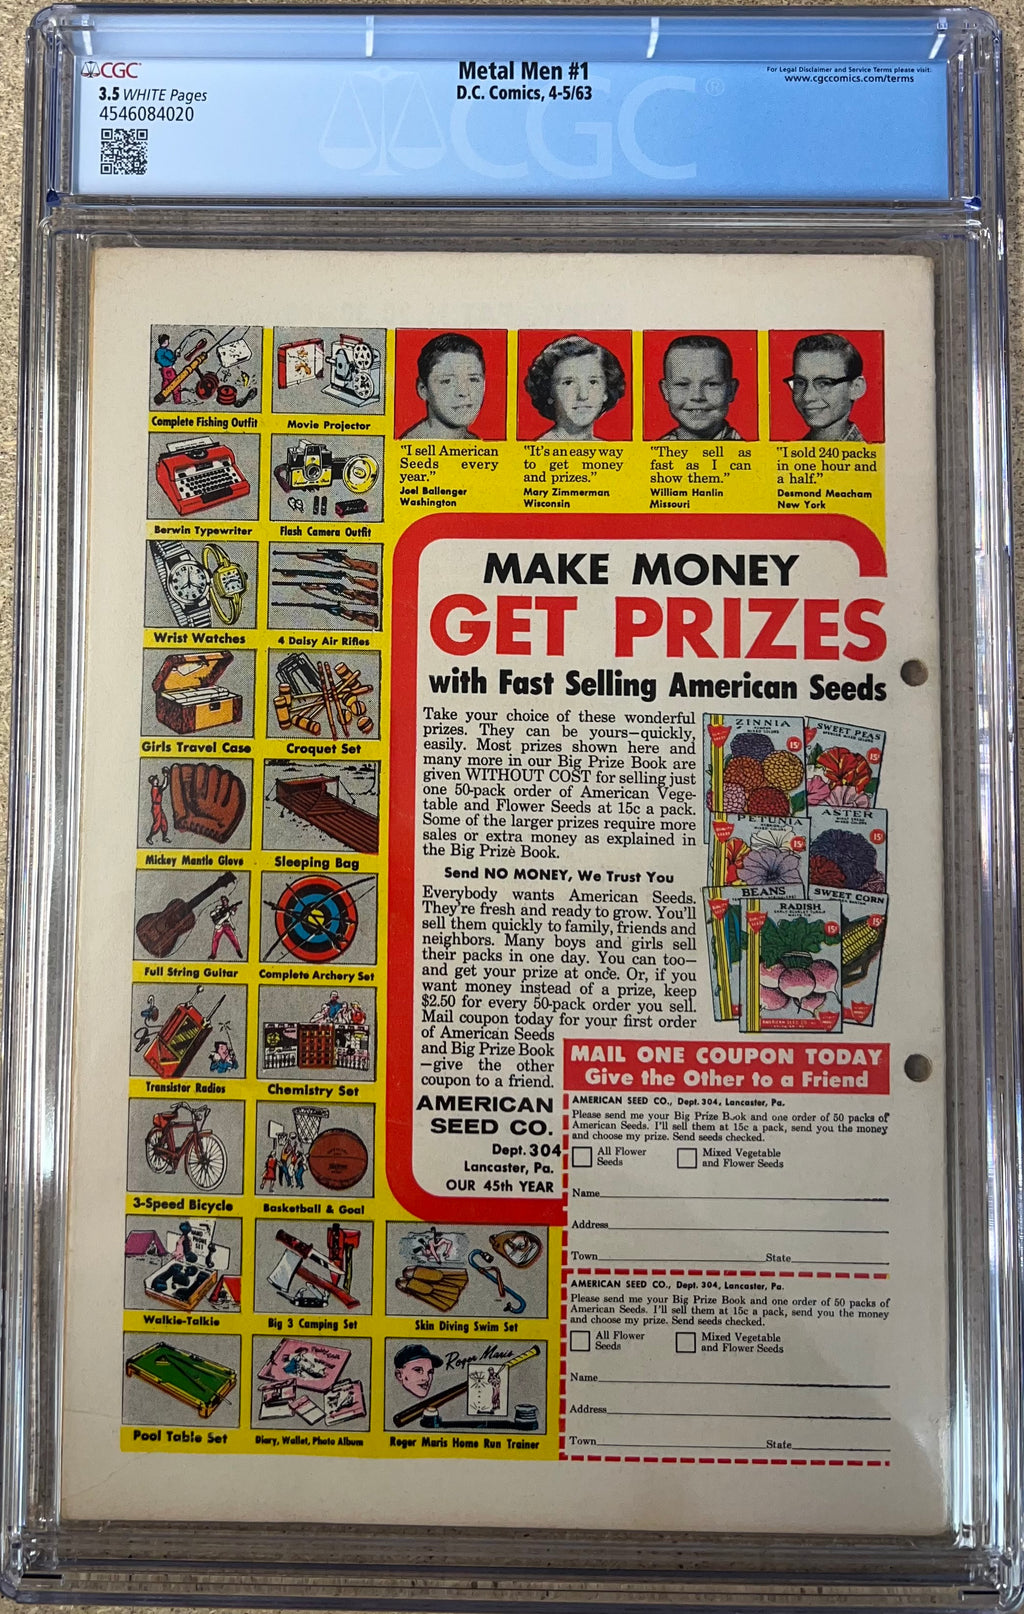 CGC
3.5 WHITE Pages
4546084020
Metal Men #1
D.C. Comics, 4-5/63
For Legal Disclaimer and Service Terms please visit:
www.cgccomics.com/terms
CGC®
Complete Fishing Outfit
Movie Projector
Berwin Typewriter
Flash Camera Outfit
Wrist Watches
4 Daisy Air Rifles
Girls Travel Case
Croquet Set
Mickey Mantle Glove
Sleeping Bag
Full String Guitar
Complete Archery Set
Transistor Radios
Chemistry Set
3-Speed Bicycle
Basketball & Goal
Walkie-Talkie
Big 3 Camping Set
Skin Diving Swim Set
Pool Table Set
Diary, Wallet, Photo Album
Roger Maris
Roger Maris Home Run Trainer
"I sell American
Seeds every
year."
Joel Ballenger
Washington
"It's an easy way
to get money
and prizes."
Mary Zimmerman
Wisconsin
"They sell as
fast as I can
show them."
William Hanlin
Missouri
"I sold 240 packs
in one hour and
a half."
Desmond Meacham
New York
MAKE MONEY
GET PRIZES
with Fast Selling American Seeds
Take your choice of these wonderful
prizes. They can be yours—quickly,
easily. Most prizes shown here and
many more in our Big Prize Book are
given WITHOUT COST for selling just
one 50-pack order of American Vege-
table and Flower Seeds at 15c a pack.
Some of the larger prizes require more
sales or extra money as explained in
the Big Prize Book.
Send NO MONEY, We Trust You
Everybody wants American Seeds.
They're fresh and ready to grow. You'll
sell them quickly to family, friends and
neighbors. Many boys and girls sell
their packs in one day. You can too—
and get your prize at once. Or, if you
want money instead of a prize, keep
$2.50 for every 50-pack order you sell.
Mail coupon today for your first order
of American Seeds
and Big Prize Book
—give the other
coupon to a friend.
AMERICAN
SEED CO.
Dept. 304
Lancaster, Pa.
OUR 45th YEAR
ZINNIA
MIXED COLORS
15¢
SWEET PEAS
15¢
PETUNIA
MIXED COLORS
15¢
ASTER
15¢
BEANS
SWEET CORN
15¢
RADISH
15¢
AMERICAN SEED CO.
MAIL ONE COUPON TODAY
Give the Other to a Friend
AMERICAN SEED CO., Dept. 304, Lancaster, Pa.
Please send me your Big Prize Book and one order of 50 packs of
American Seeds. I'll sell them at 15c a pack, send you the money
and choose my prize. Send seeds checked.
All Flower
Seeds
Mixed Vegetable
and Flower Seeds
Name
Address
Town State
AMERICAN SEED CO., Dept. 304, Lancaster, Pa.
Please send me your Big Prize Book and one order of 50 packs of
American Seeds. I'll sell them at 15c a pack, send you the money
and choose my prize. Send seeds checked.
All Flower
Seeds
Mixed Vegetable
and Flower Seeds
Name
Address
Town State